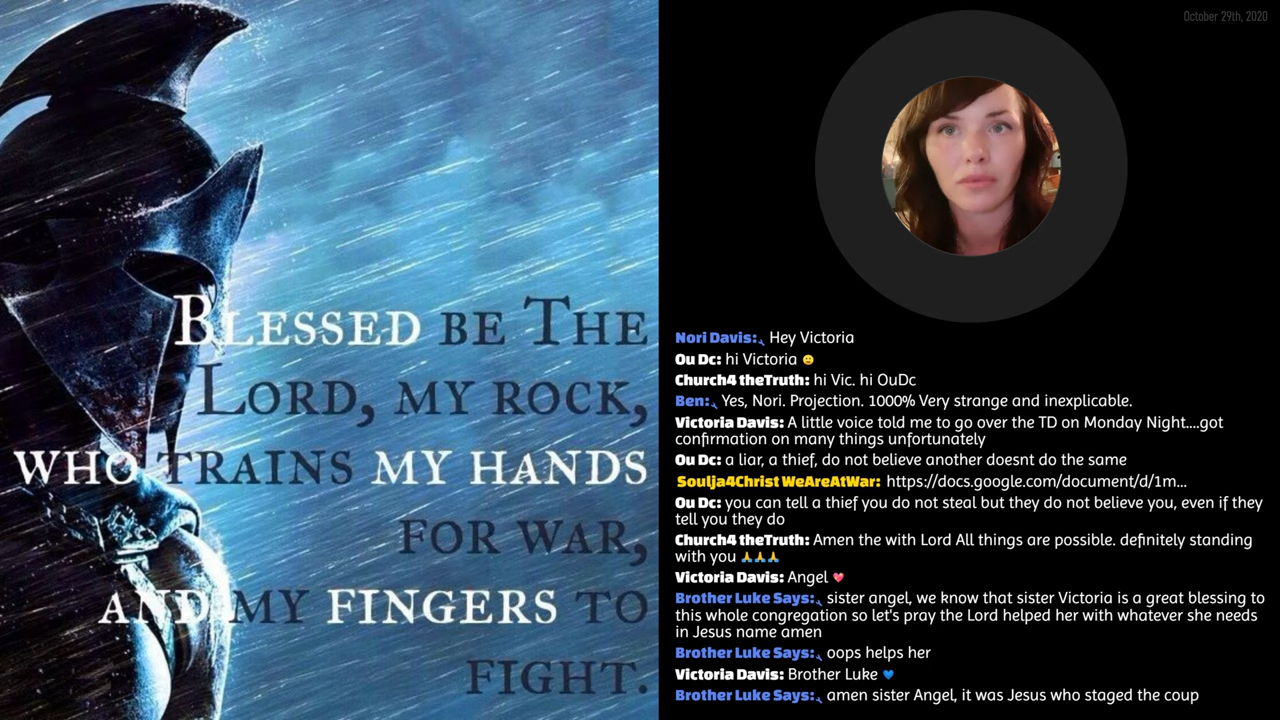 BLESSED BE THE
LORD, MY ROCK,
WHO TRAINS MY HANDS
FOR WAR,
AND MY FINGERS TO
FIGHT.
October 29th, 2020
Nori Davis: Hey Victoria
Ou Dc: hi Victoria 🙂
Church4 theTruth: hi Vic. hi OuDc
Ben: Yes, Nori. Projection. 1000% Very strange and inexplicable.
Victoria Davis: A little voice told me to go over the TD on Monday Night....got
confirmation on many things unfortunately
Ou Dc: a liar, a thief, do not believe another doesnt do the same
Soulja4Christ WeAreAtWar: https://docs.google.com/document/d/1m...
Ou Dc: you can tell a thief you do not steal but they do not believe you, even if they
tell you they do
Church4 theTruth: Amen the with Lord All things are possible. definitely standing
with you 🙏🙏🙏
Victoria Davis: Angel 💖
Brother Luke Says: sister angel, we know that sister Victoria is a great blessing to
this whole congregation so let's pray the Lord helped her with whatever she needs
in Jesus name amen
Brother Luke Says: oops helps her
Victoria Davis: Brother Luke 💙
Brother Luke Says: amen sister Angel, it was Jesus who staged the coup